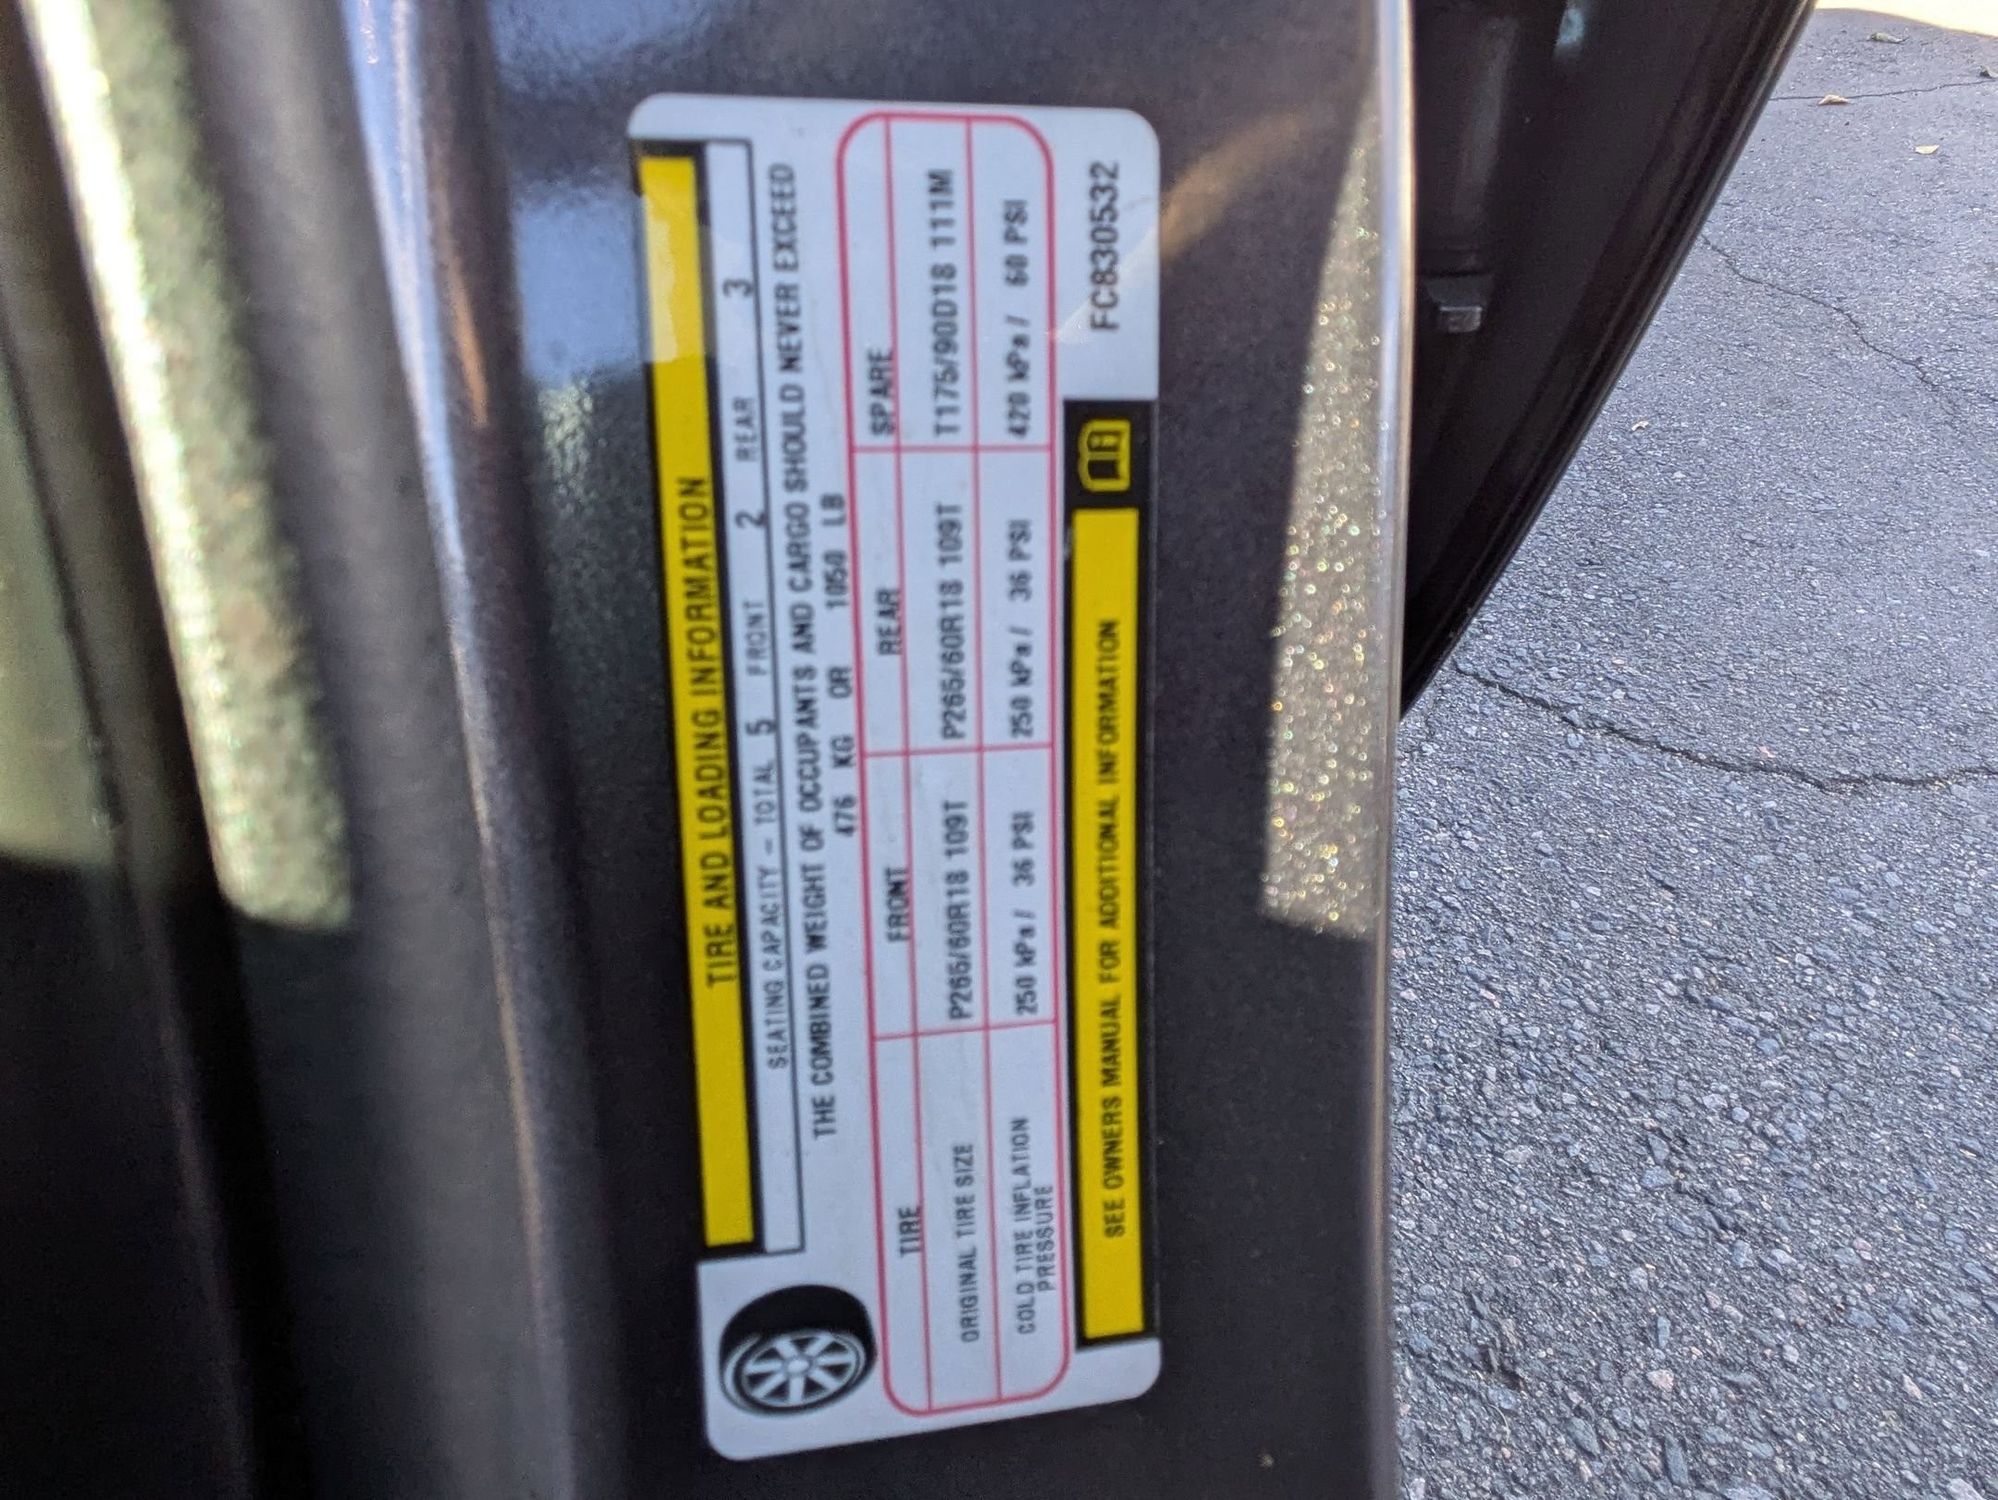 TIRE AND LOADING INFORMATION
SEATING CAPACITY - TOTAL 5 FRONT 2 REAR 3
THE COMBINED WEIGHT OF OCCUPANTS AND CARGO SHOULD NEVER EXCEED
476 KG OR 1050 LB
TIRE FRONT REAR SPARE
ORIGINAL TIRE SIZE P265/60R18 109T P265/60R18 109T T175/90D18 111M
COLD TIRE INFLATION PRESSURE 250 kPa / 36 PSI 250 kPa / 36 PSI 420 kPa / 60 PSI
SEE OWNERS MANUAL FOR ADDITIONAL INFORMATION
FC830532